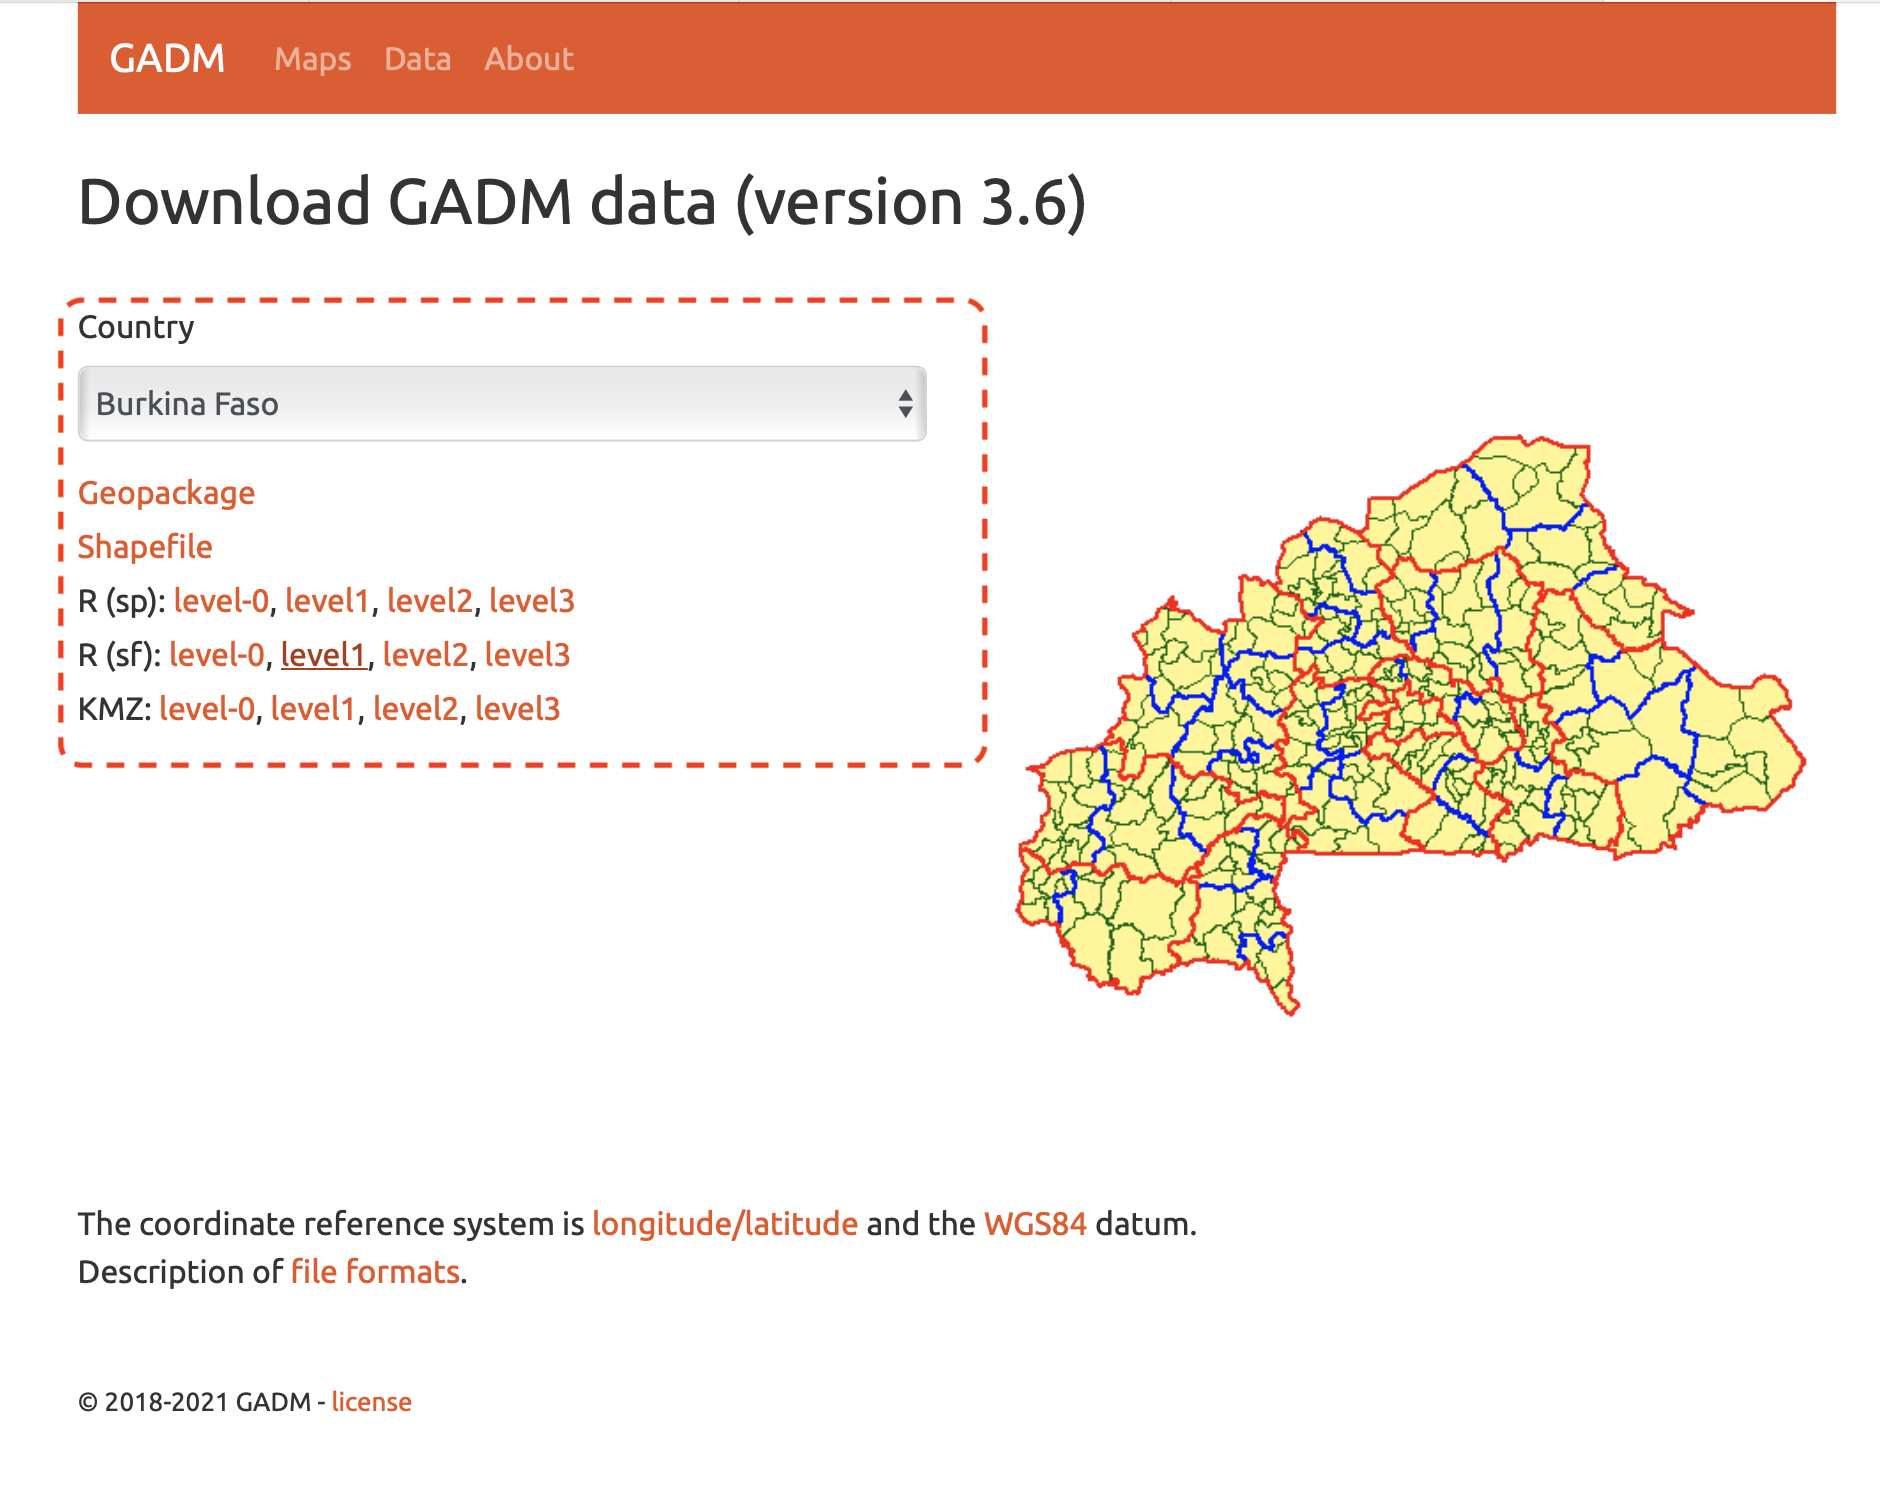 GADM Maps Data About
Download GADM data (version 3.6)
Country
Burkina Faso
Geopackage
Shapefile
R (sp): level-0, level1, level2, level3
R (sf): level-0, level1, level2, level3
KMZ: level-0, level1, level2, level3
The coordinate reference system is longitude/latitude and the WGS84 datum.
Description of file formats.
© 2018-2021 GADM - license